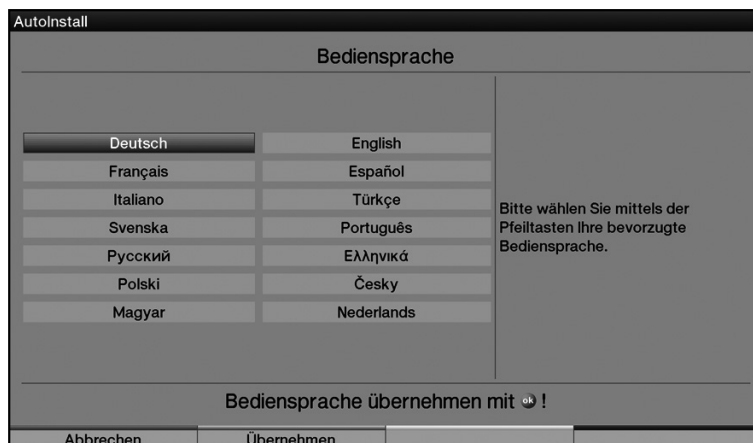 AutoInstall
Bediensprache
Deutsch English
Français Español
Italiano Türkçe
Svenska Português
Русский Ελληνικά
Polski Česky
Magyar Nederlands
Bitte wählen Sie mittels der
Pfeiltasten Ihre bevorzugte
Bediensprache.
Bediensprache übernehmen mit ok !
Abbrechen Übernehmen